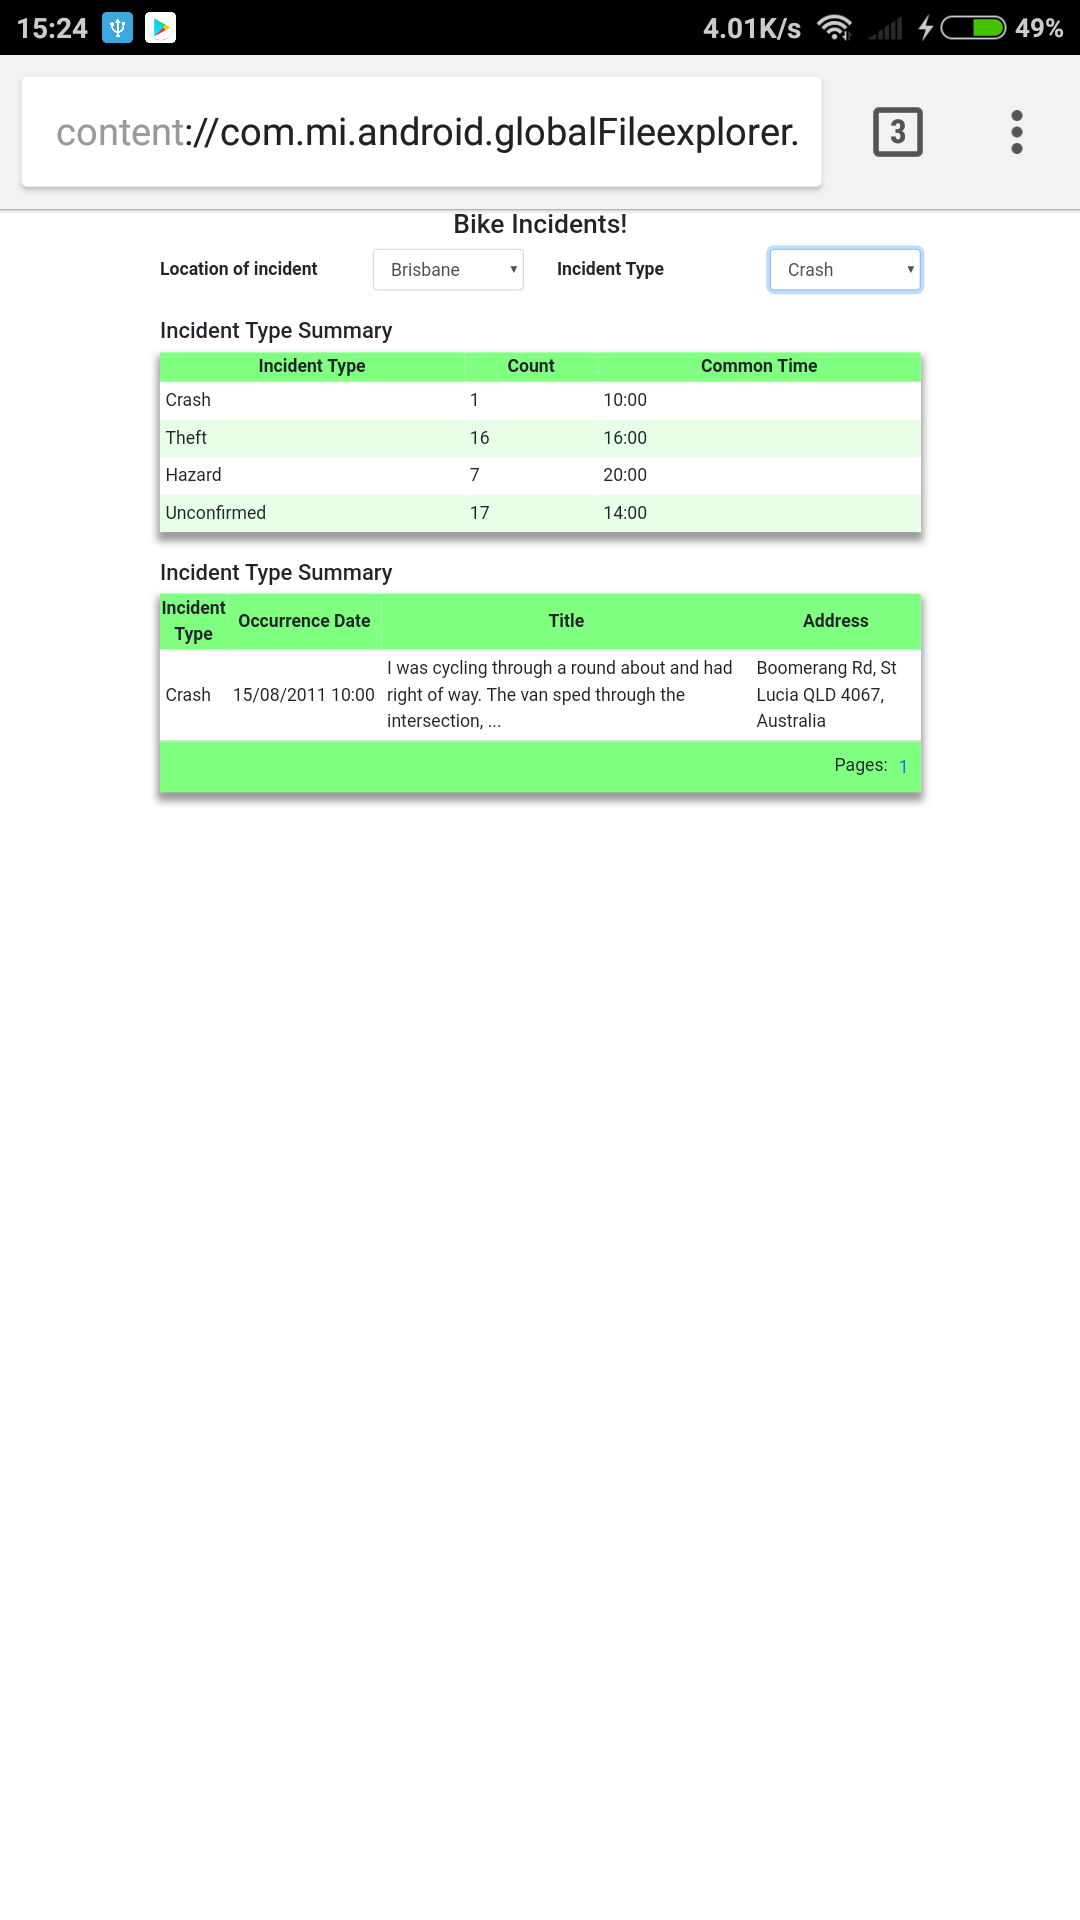 15:24 4.01K/s 49%
content://com.mi.android.globalFileexplorer. 3
Bike Incidents!
Location of incident Brisbane Incident Type Crash
Incident Type Summary
Incident Type Count Common Time
Crash 1 10:00
Theft 16 16:00
Hazard 7 20:00
Unconfirmed 17 14:00
Incident Type Summary
Incident Type Occurrence Date Title Address
Crash 15/08/2011 10:00
I was cycling through a round about and had
right of way. The van sped through the
intersection, ...
Boomerang Rd, St
Lucia QLD 4067,
Australia
Pages: 1